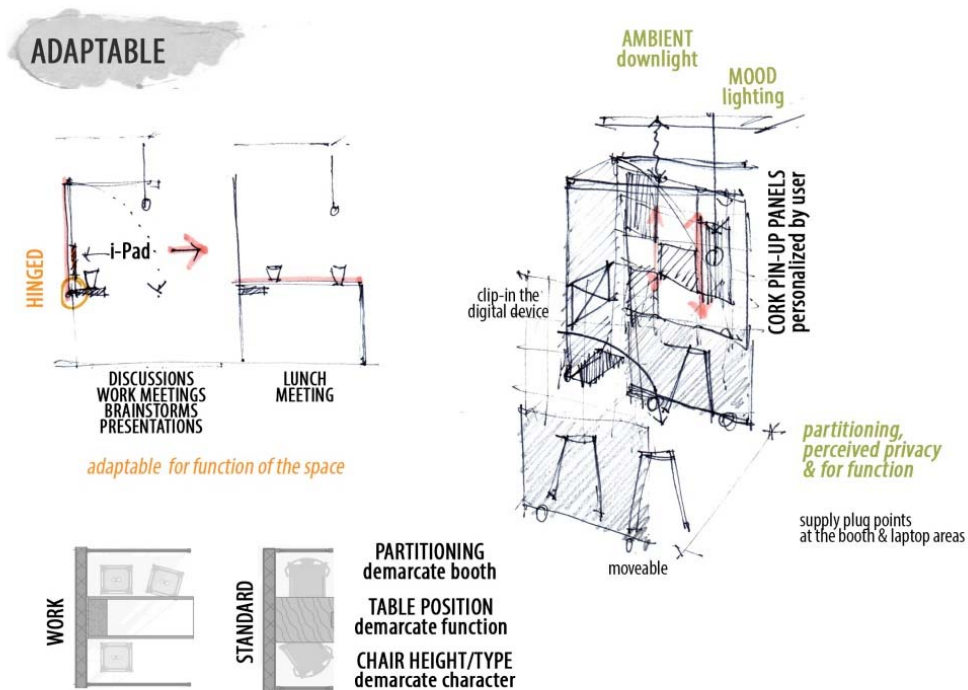 ADAPTABLE
AMBIENT
downlight
MOOD
lighting
HINGED
i-Pad
clip-in the
digital device
CORK PIN-UP PANELS
personalized by user
DISCUSSIONS
WORK MEETINGS
BRAINSTORMS
PRESENTATIONS
LUNCH
MEETING
adaptable for function of the space
partitioning,
perceived privacy
& for function
supply plug points
at the booth & laptop areas
moveable
WORK
STANDARD
PARTITIONING
demarcate booth
TABLE POSITION
demarcate function
CHAIR HEIGHT/TYPE
demarcate character